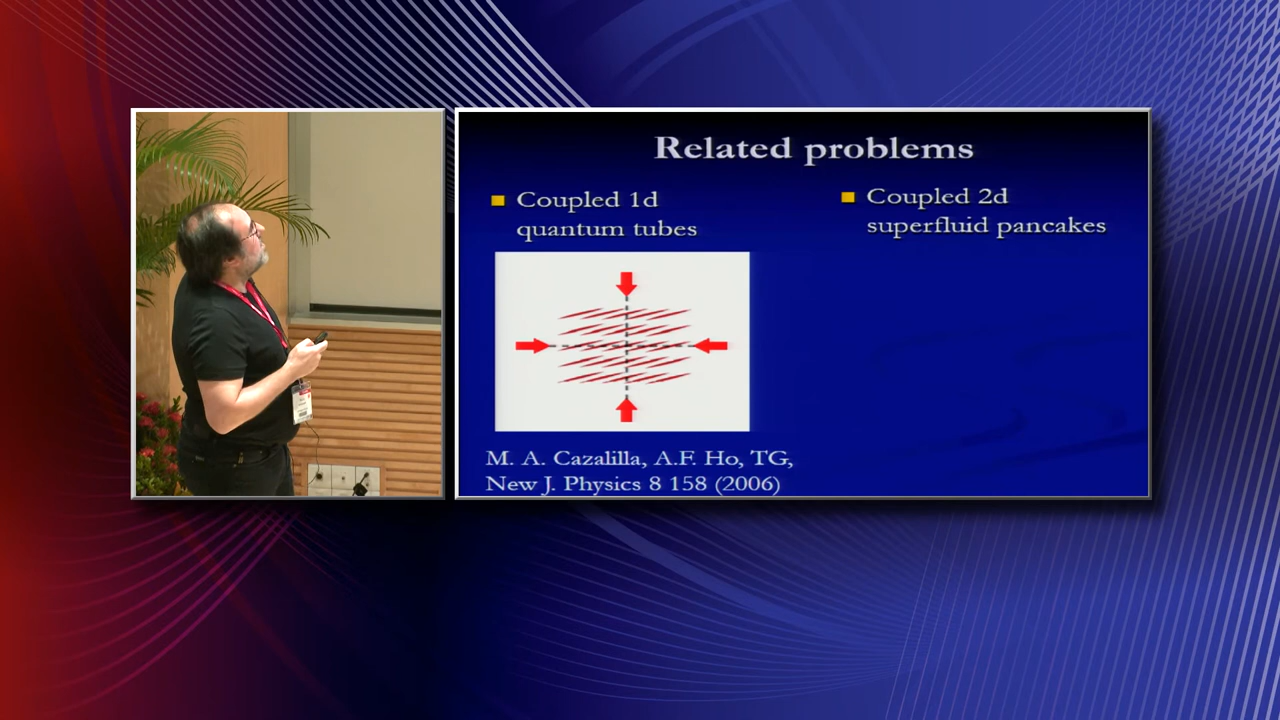 Related problems
Coupled 1d
quantum tubes
Coupled 2d
superfluid pancakes
M. A. Cazalilla, A.F. Ho, TG,
New J. Physics 8 158 (2006)